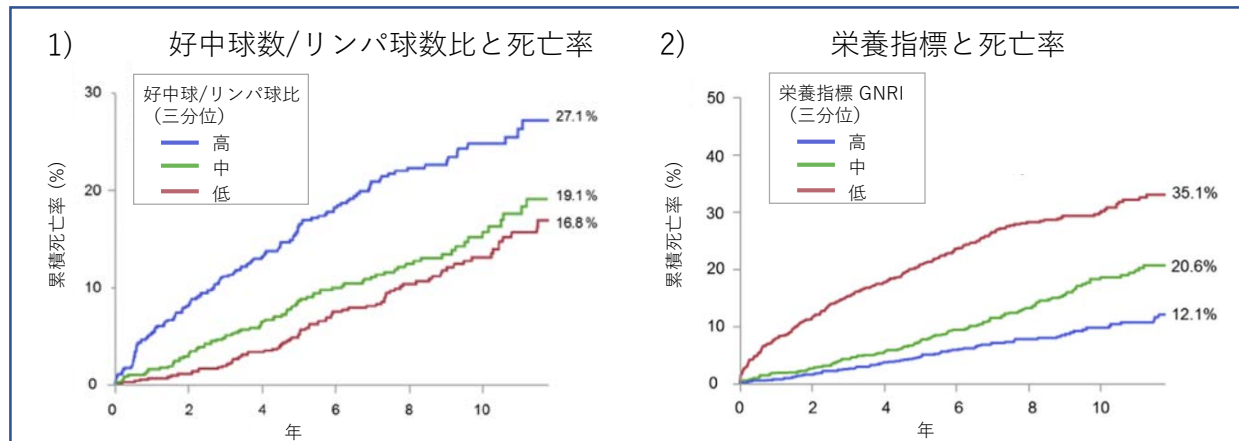 1) 好中球数/リンパ球数比と死亡率
30
20
10
0
累積死亡率 (%)
好中球/リンパ球比
(三分位)
高
中
低
27.1%
19.1%
16.8%
0 2 4 6 8 10
年
2) 栄養指標と死亡率
50
40
30
20
10
0
累積死亡率 (%)
栄養指標 GNRI
(三分位)
高
中
低
35.1%
20.6%
12.1%
0 2 4 6 8 10
年